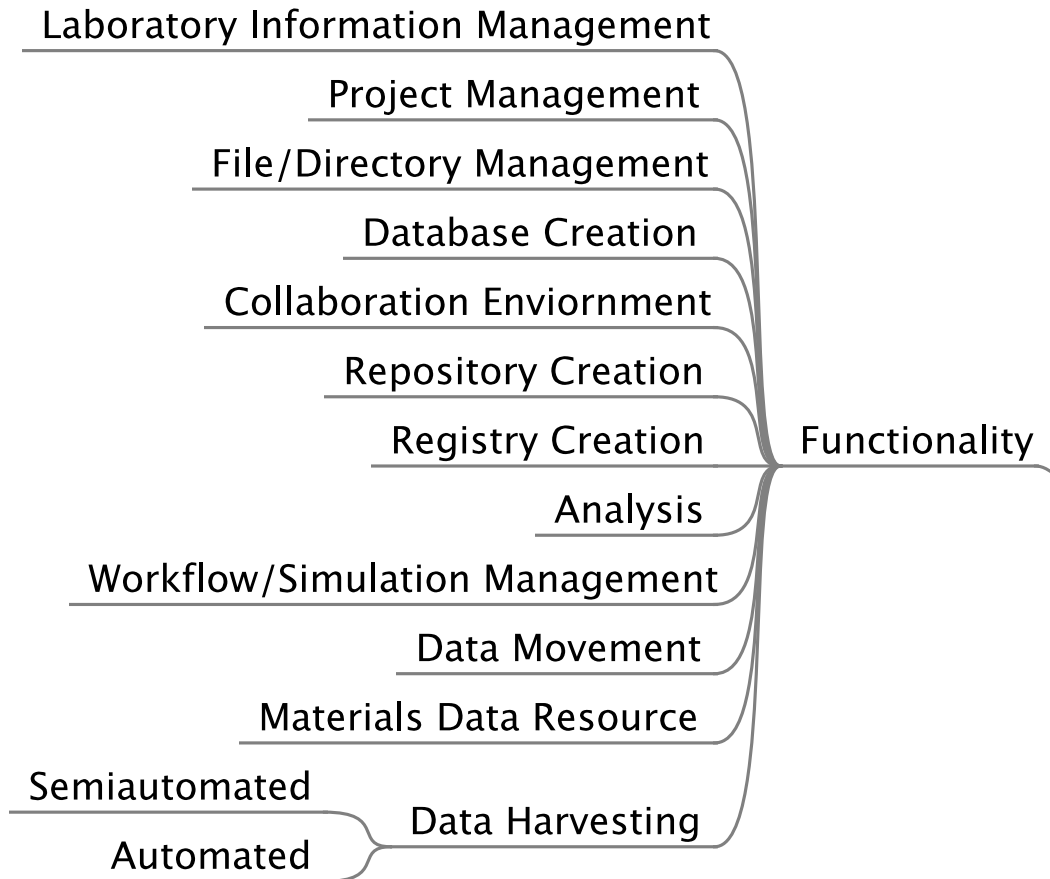 Laboratory Information Management
Project Management
File/Directory Management
Database Creation
Collaboration Enviornment
Repository Creation
Registry Creation
Functionality
Analysis
Workflow/Simulation Management
Data Movement
Materials Data Resource
Semiautomated
Data Harvesting
Automated